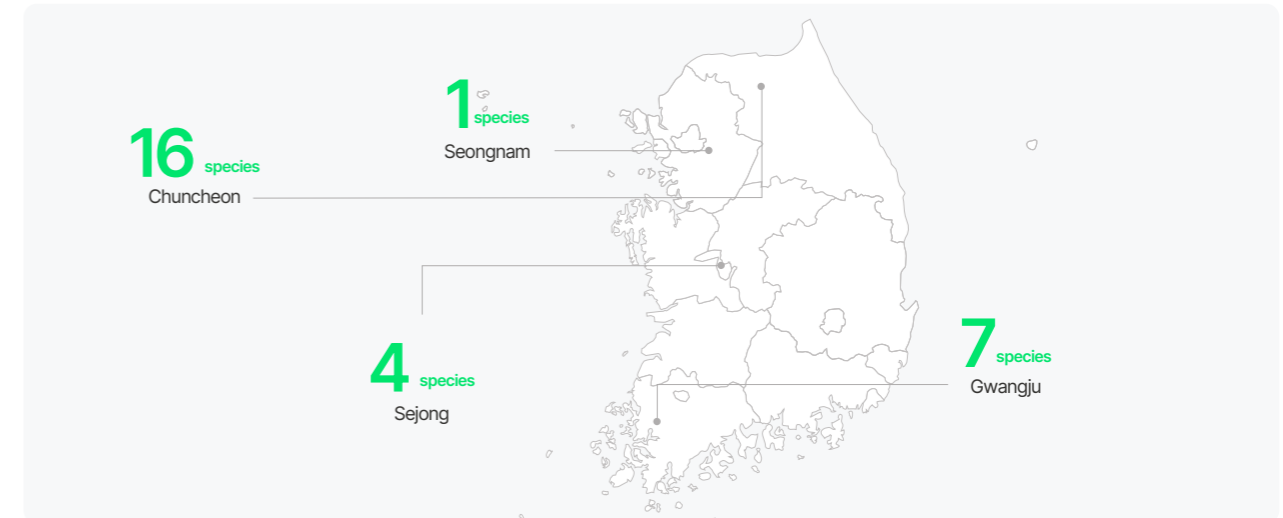 1 species
Seongnam
16 species
Chuncheon
4 species
Sejong
7 species
Gwangju